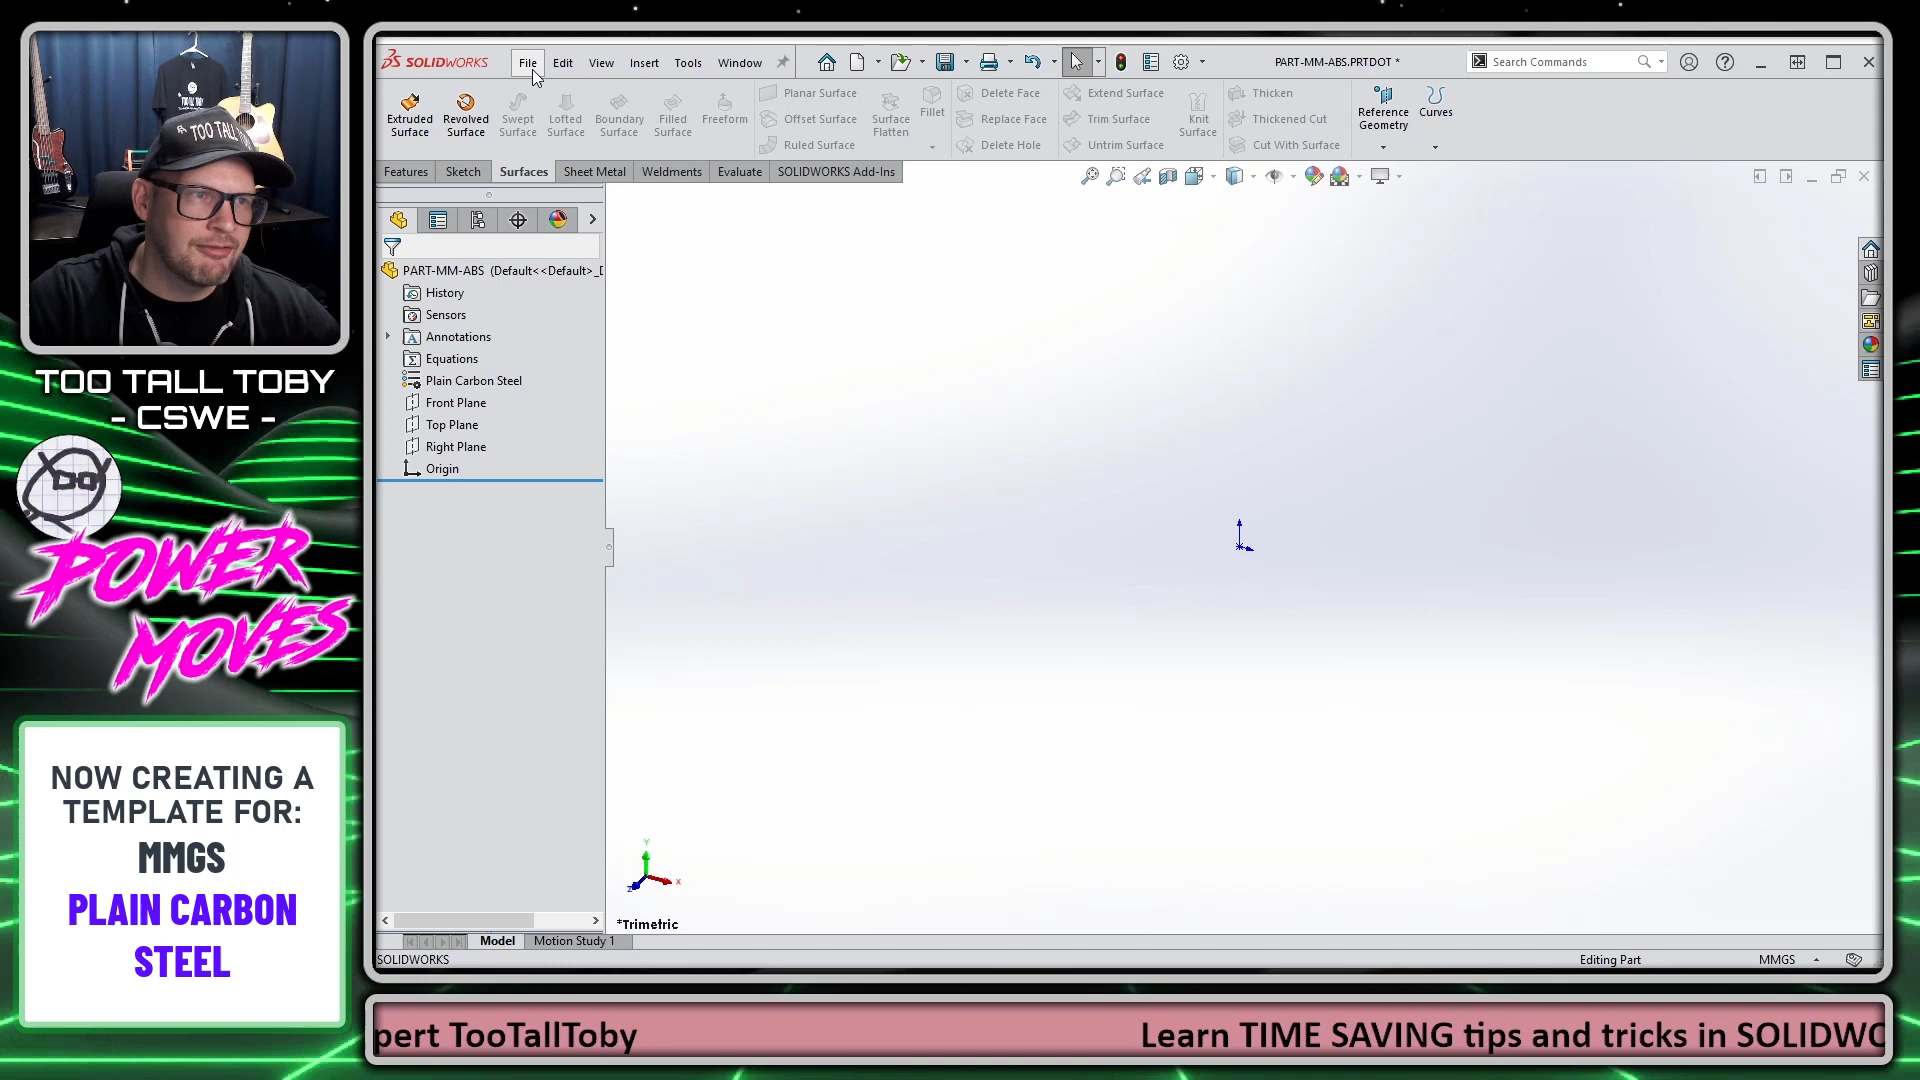 TOO TALL
TOO TALL TOBY
- CSWE -
POWER
MOVES
NOW CREATING A
TEMPLATE FOR:
MMGS
PLAIN CARBON
STEEL
SOLIDWORKS
File
Edit
View
Insert
Tools
Window
PART-MM-ABS.PRTDOT *
Search Commands
Extruded
Surface
Revolved
Surface
Swept
Surface
Lofted
Surface
Boundary
Surface
Filled
Surface
Freeform
Planar Surface
Offset Surface
Ruled Surface
Surface
Flatten
Fillet
Delete Face
Replace Face
Delete Hole
Extend Surface
Trim Surface
Untrim Surface
Knit
Surface
Thicken
Thickened Cut
Cut With Surface
Reference
Geometry
Curves
Features
Sketch
Surfaces
Sheet Metal
Weldments
Evaluate
SOLIDWORKS Add-Ins
PART-MM-ABS (Default<<Default>_D
History
Sensors
Annotations
Equations
Plain Carbon Steel
Front Plane
Top Plane
Right Plane
Origin
Y
X
Z
*Trimetric
Model
Motion Study 1
SOLIDWORKS
Editing Part
MMGS
pert TooTallToby
Learn TIME SAVING tips and tricks in SOLIDWO